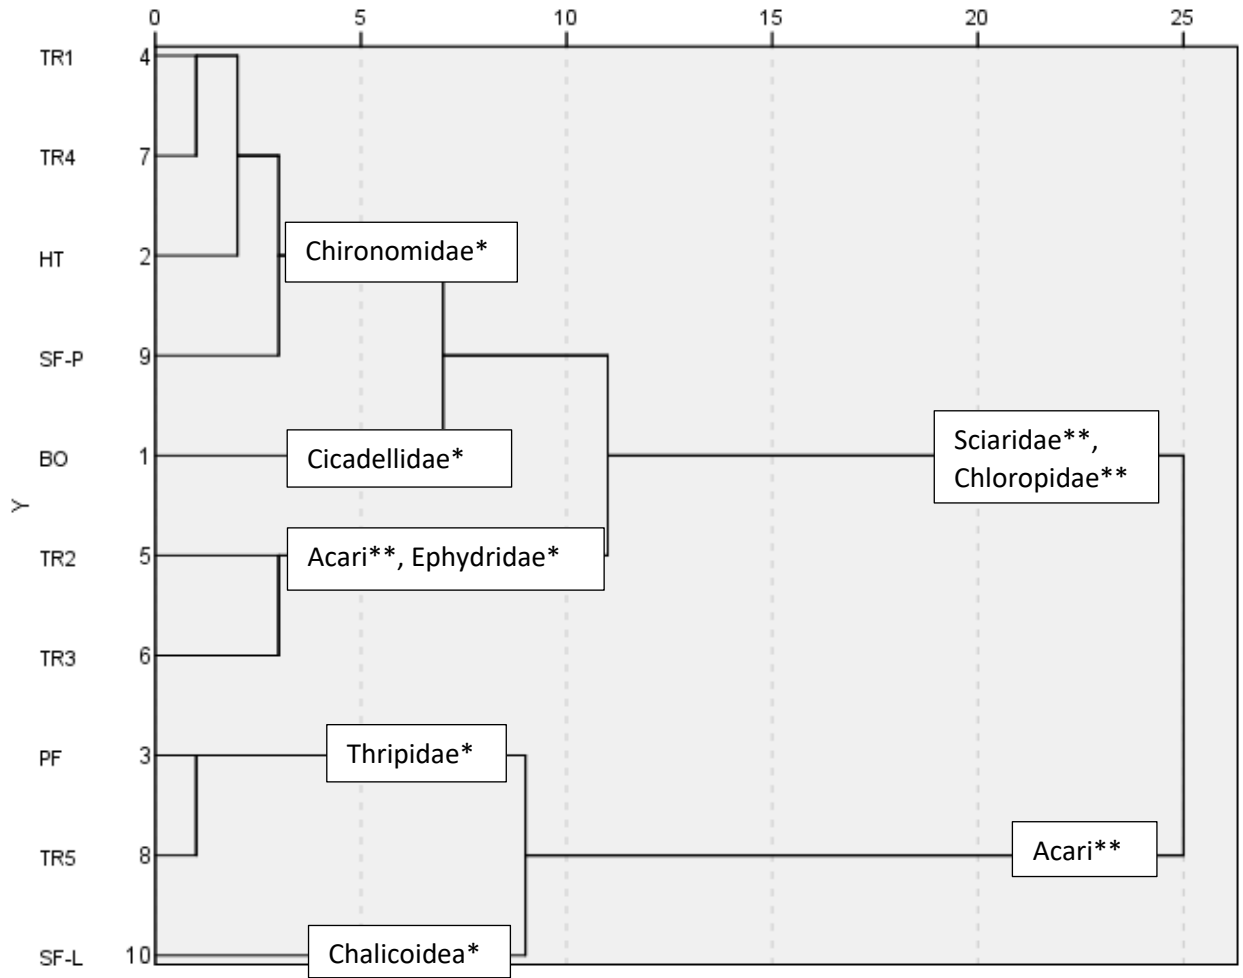 0 5 10 15 20 25
TR1 4
TR4 7
HT 2
Chironomidae*
SF-P 9
Sciaridae**,
Chloropidae**
BO 1
Cicadellidae*
Y
TR2 5
Acari**, Ephydridae*
TR3 6
PF 3
Thripidae*
TR5 8
Acari**
SF-L 10
Chalicoidea*